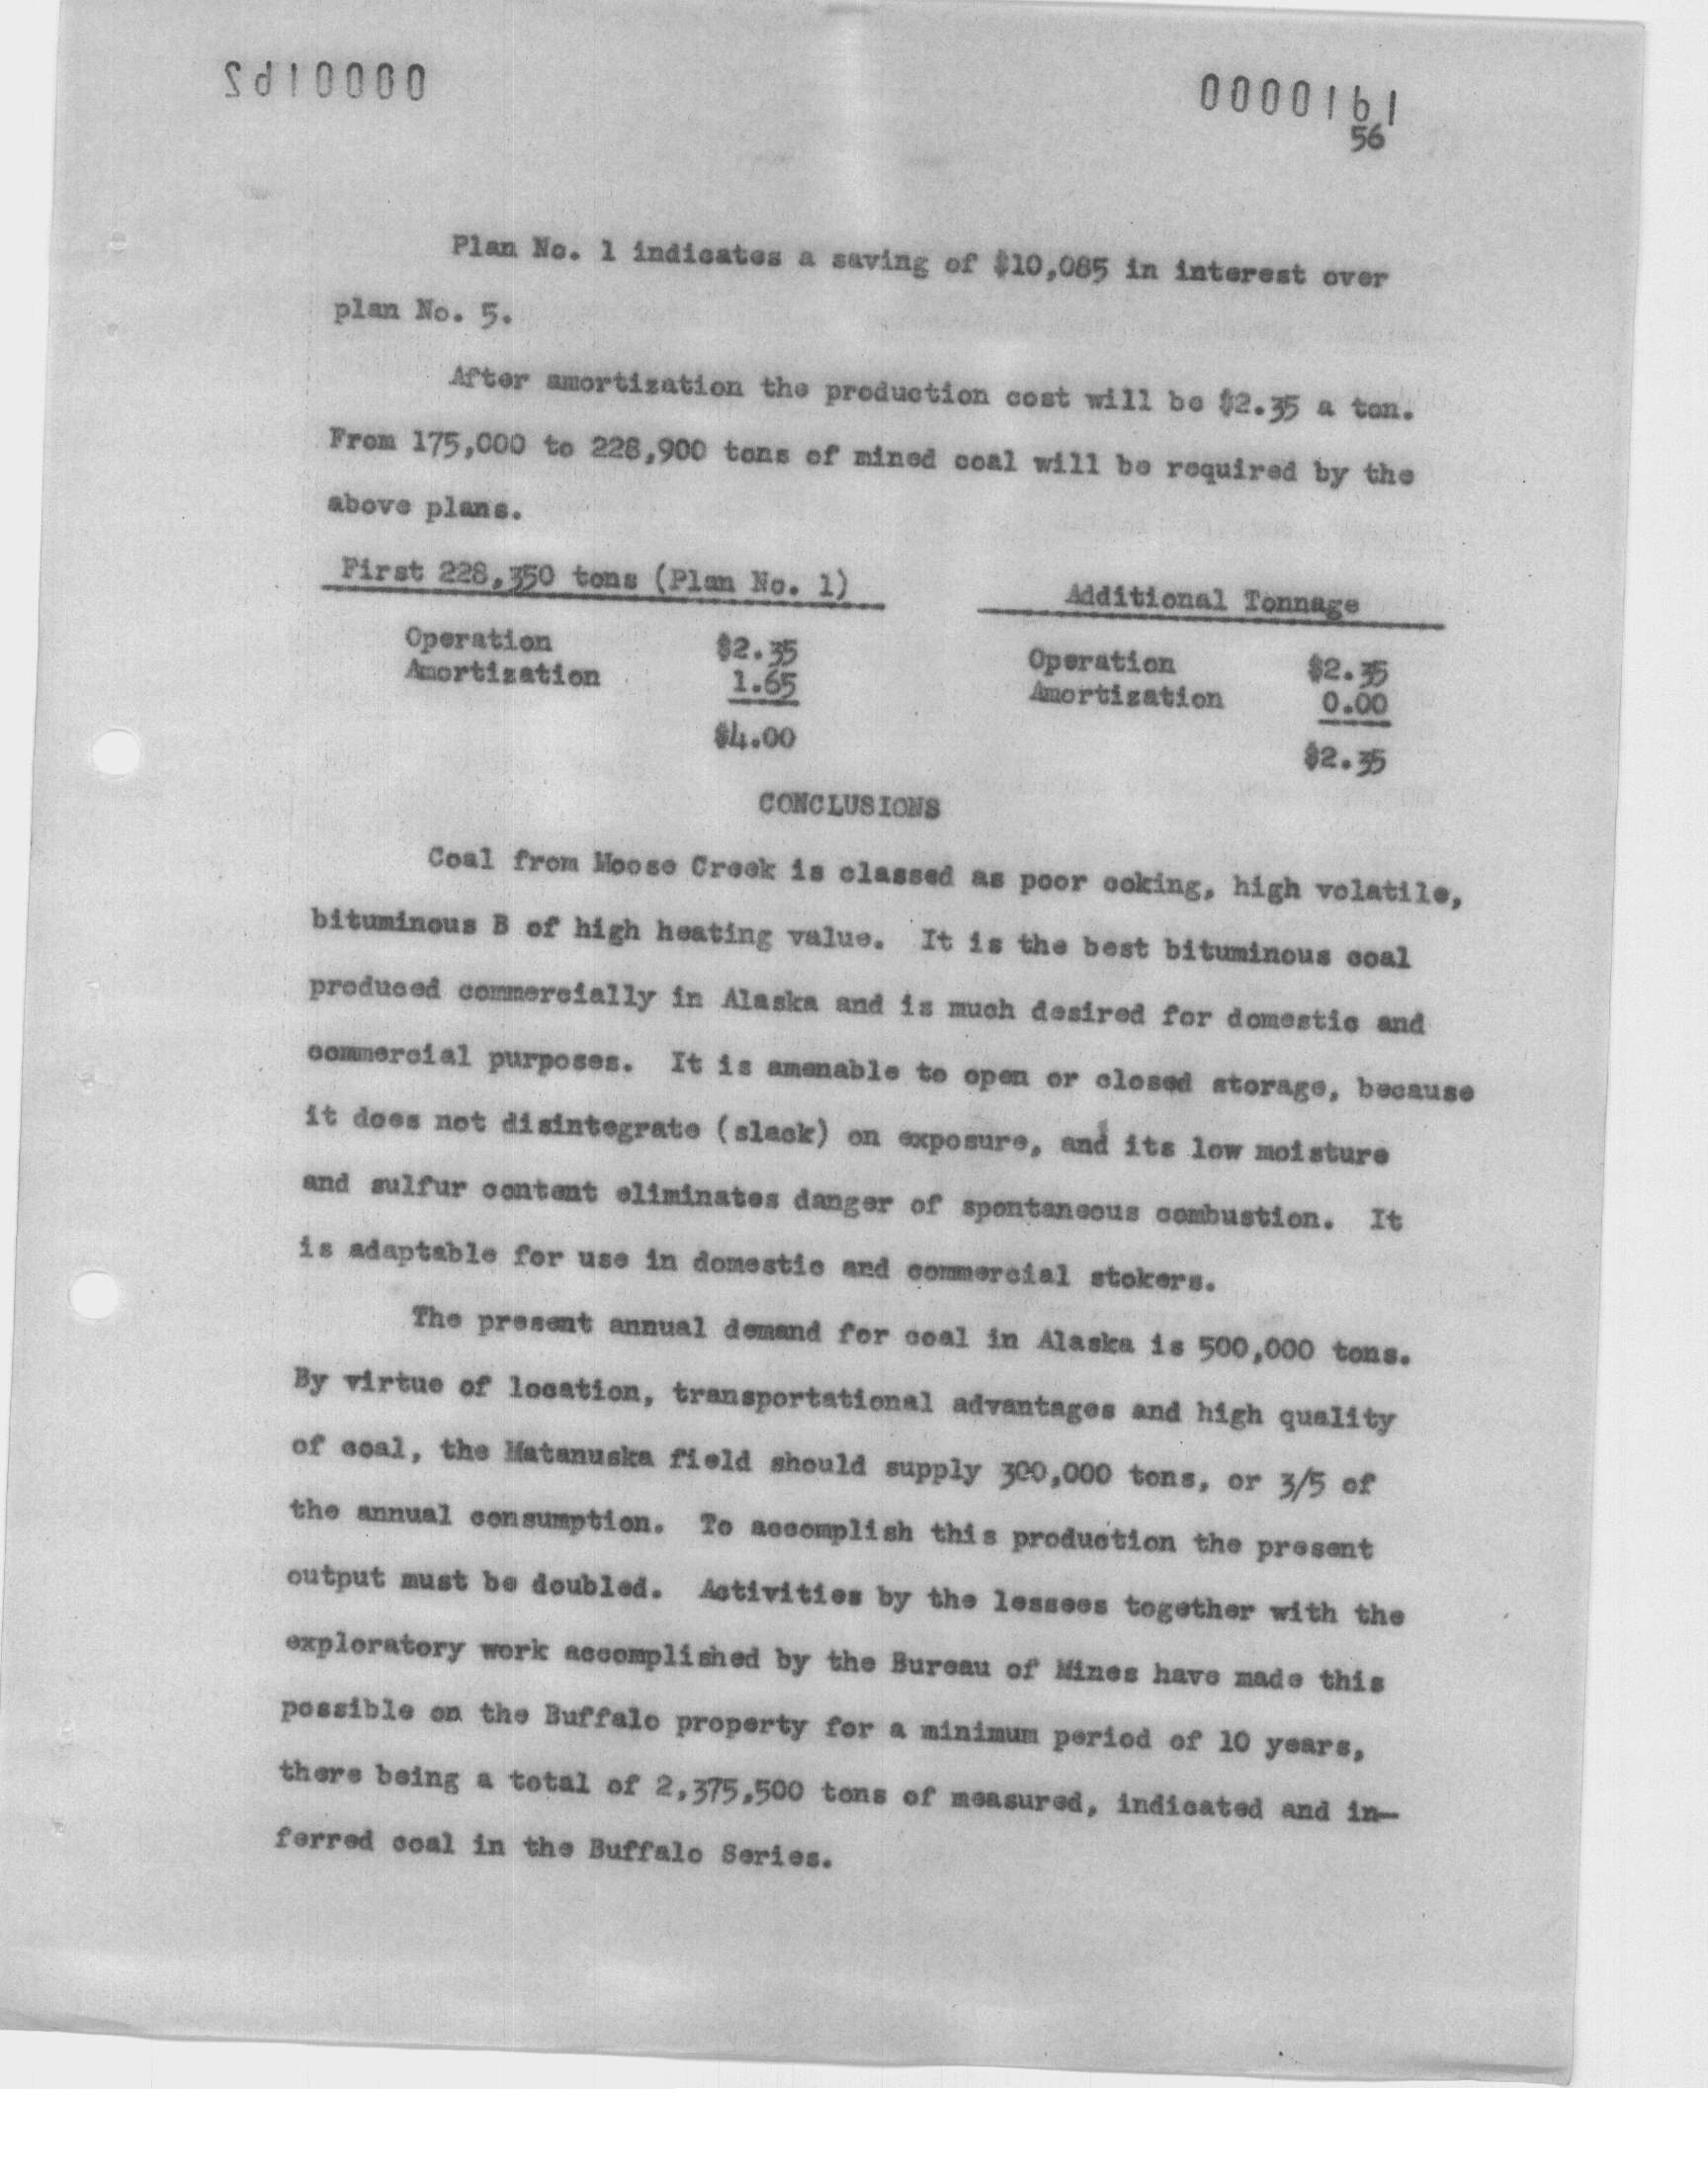 0000161
56
Plan No. 1 indicates a saving of $10,085 in interest over
plan No. 5.
After amortization the production cost will be $2.35 a ton.
From 175,000 to 228,900 tons of mined coal will be required by the
above plans.
First 228,350 tons (Plan No. 1)
Operation $2.35
Amortization 1.65
$4.00
Additional Tonnage
Operation $2.35
Amortization 0.00
$2.35
CONCLUSIONS
Coal from Moose Creek is classed as poor coking, high volatile,
bituminous B of high heating value. It is the best bituminous coal
produced commercially in Alaska and is much desired for domestic and
commercial purposes. It is amenable to open or closed storage, because
it does not disintegrate (slack) on exposure, and its low moisture
and sulfur content eliminates danger of spontaneous combustion. It
is adaptable for use in domestic and commercial stokers.
The present annual demand for coal in Alaska is 500,000 tons.
By virtue of location, transportational advantages and high quality
of coal, the Matanuska field should supply 300,000 tons, or 3/5 of
the annual consumption. To accomplish this production the present
output must be doubled. Activities by the lessees together with the
exploratory work accomplished by the Bureau of Mines have made this
possible on the Buffalo property for a minimum period of 10 years,
there being a total of 2,375,500 tons of measured, indicated and in-
ferred coal in the Buffalo Series.